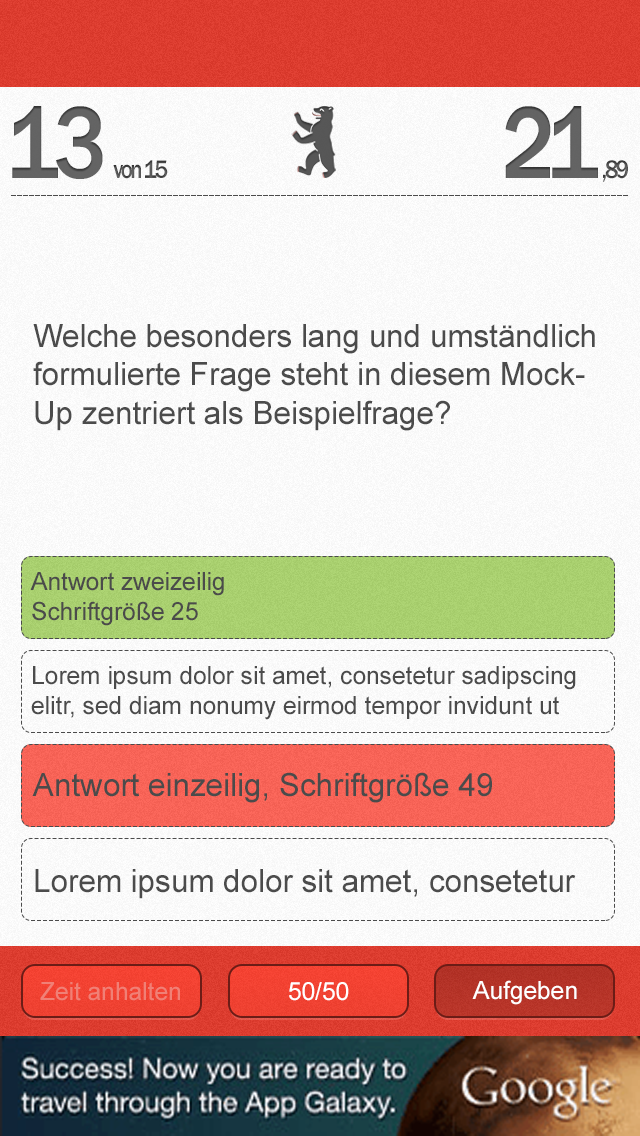 13 von 15
21,89
Welche besonders lang und umständlich
formulierte Frage steht in diesem Mock-
Up zentriert als Beispielfrage?
Antwort zweizeilig
Schriftgröße 25
Lorem ipsum dolor sit amet, consetetur sadipscing
elitr, sed diam nonumy eirmod tempor invidunt ut
Antwort einzeilig, Schriftgröße 49
Lorem ipsum dolor sit amet, consetetur
Zeit anhalten
50/50
Aufgeben
Success! Now you are ready to
travel through the App Galaxy.
Google